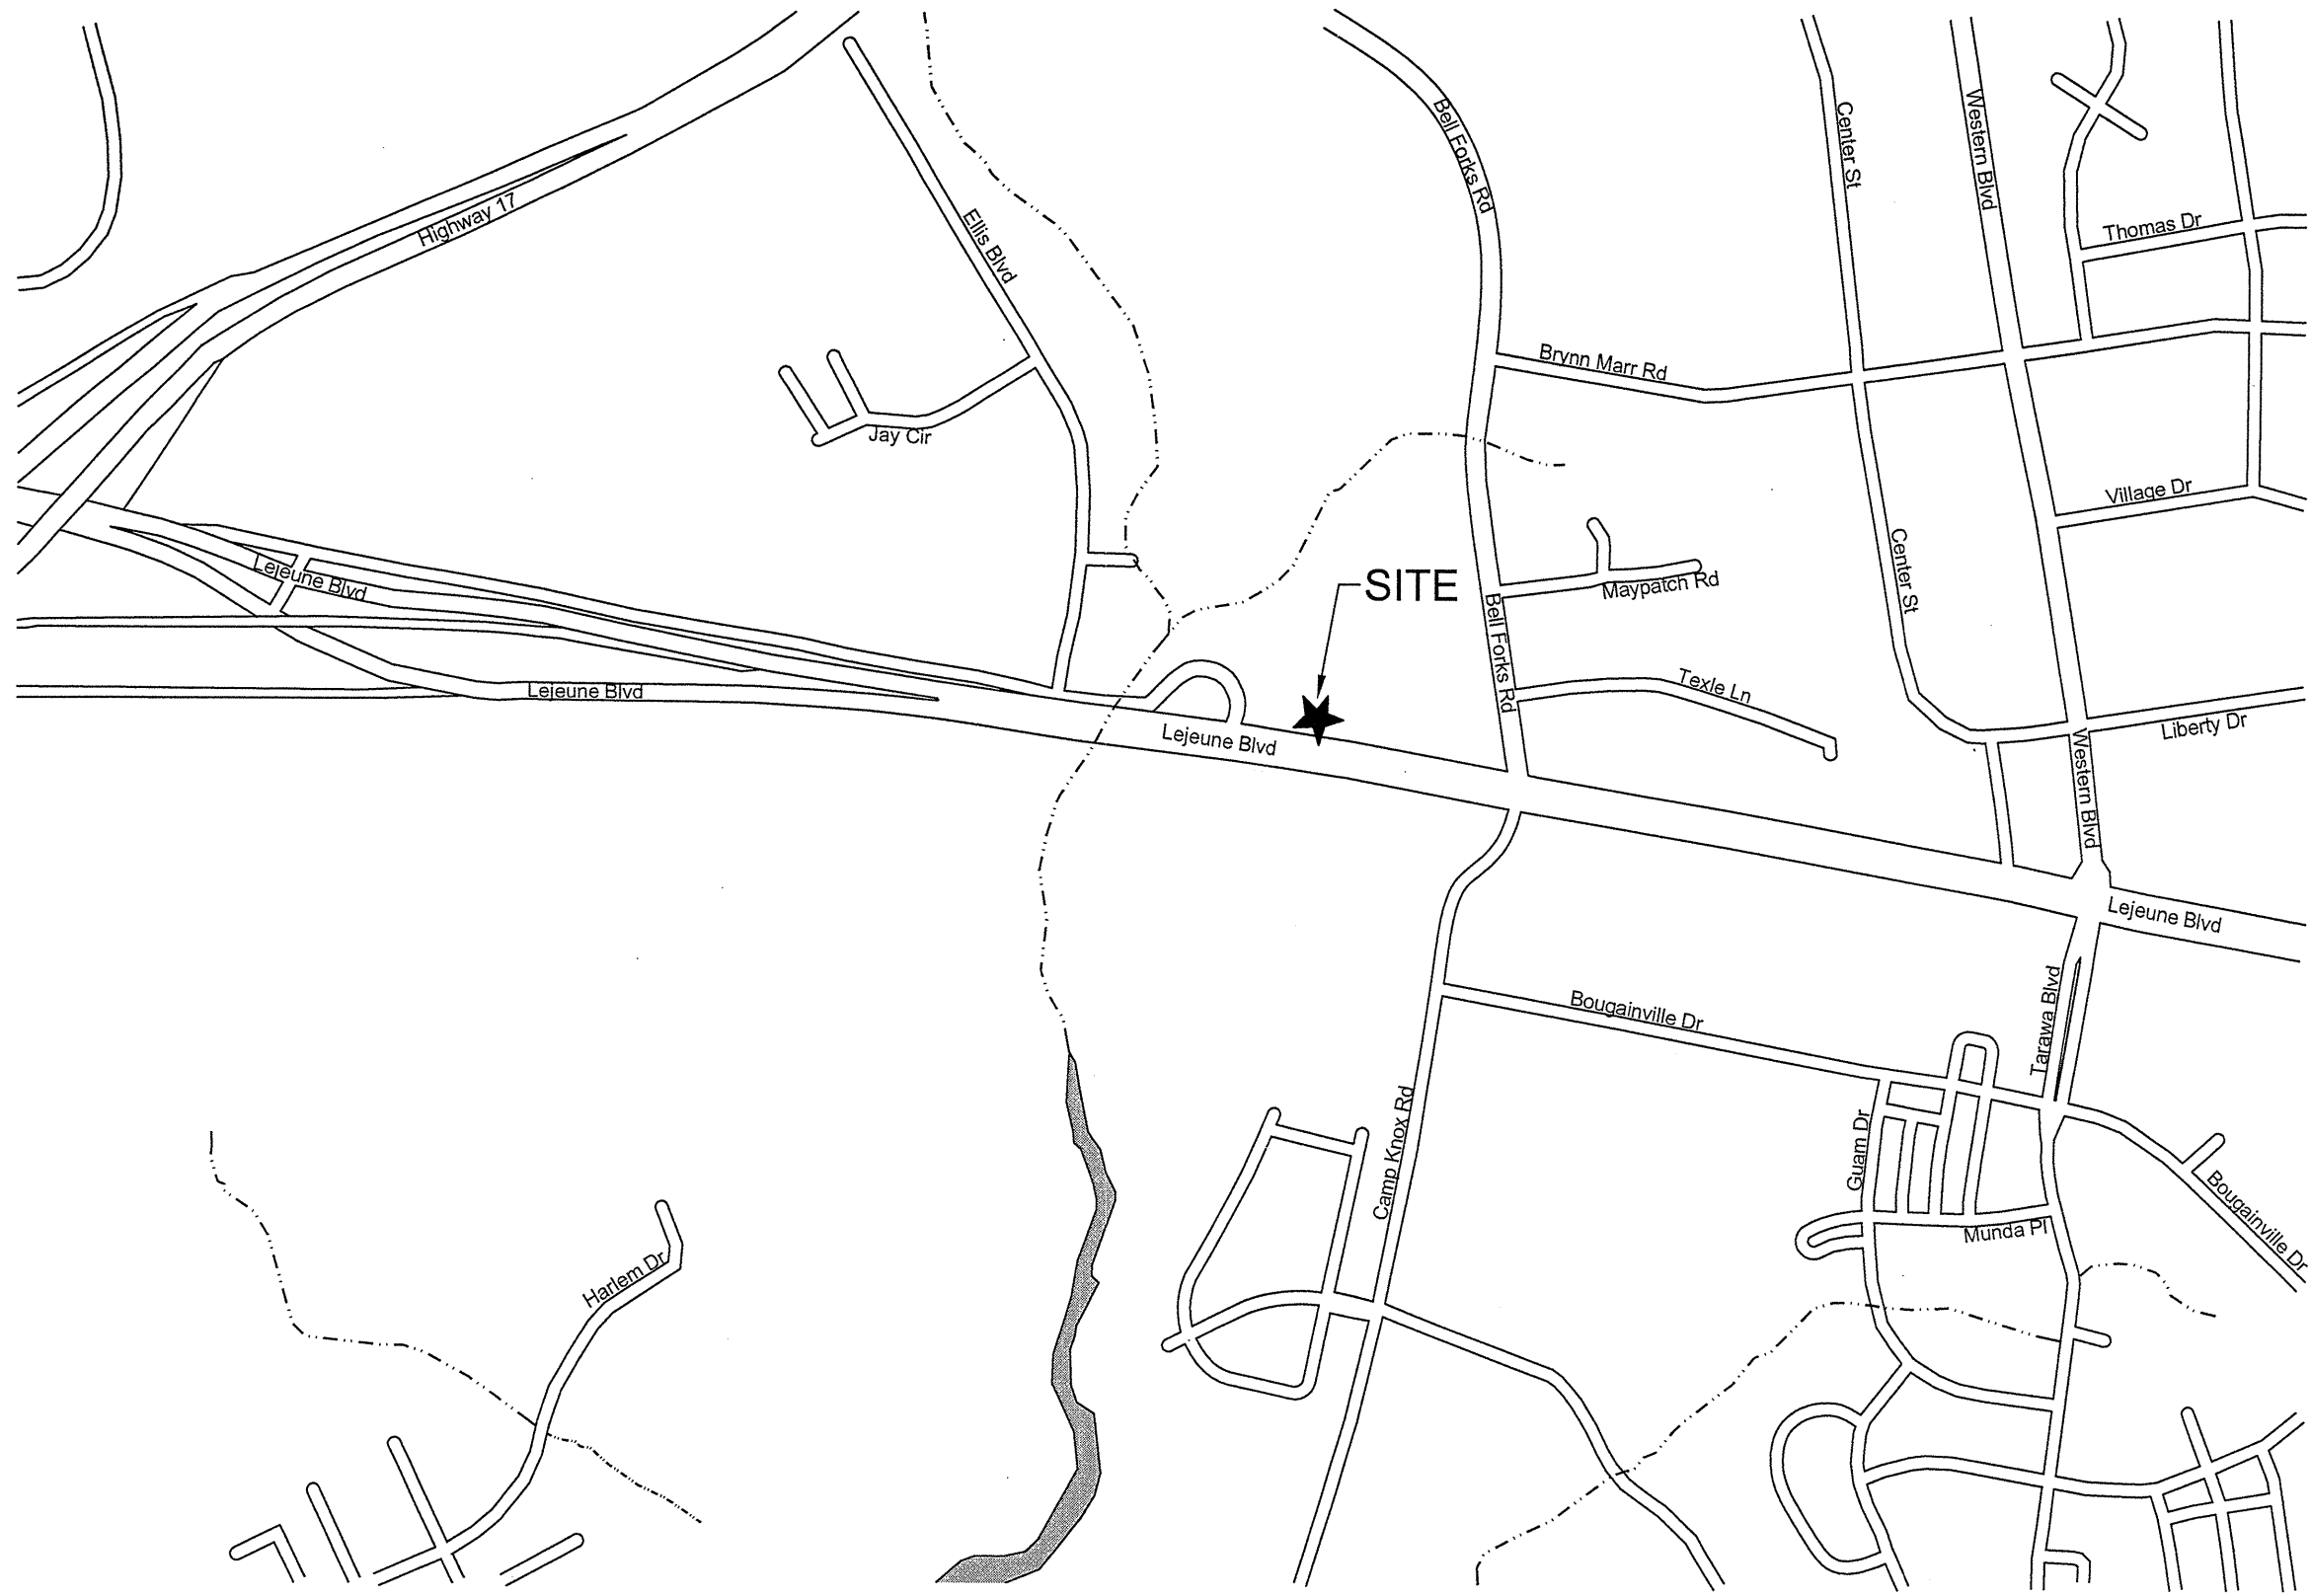 Bell Forks Rd
Center St
Western Blvd
Highway 17
Ellis Blvd
Thomas Dr
Brynn Marr Rd
Jay Cir
Village Dr
Lejeune Blvd
SITE
Maypatch Rd
Center St
Bell Forks Rd
Lejeune Blvd
Texie Ln
Lejeune Blvd
Liberty Dr
Western Blvd
Lejeune Blvd
Bougainville Dr
Tarawa Blvd
Camp Knox Rd
Guam Dr
Munda Pl
Bougainville Dr
Harlem Dr